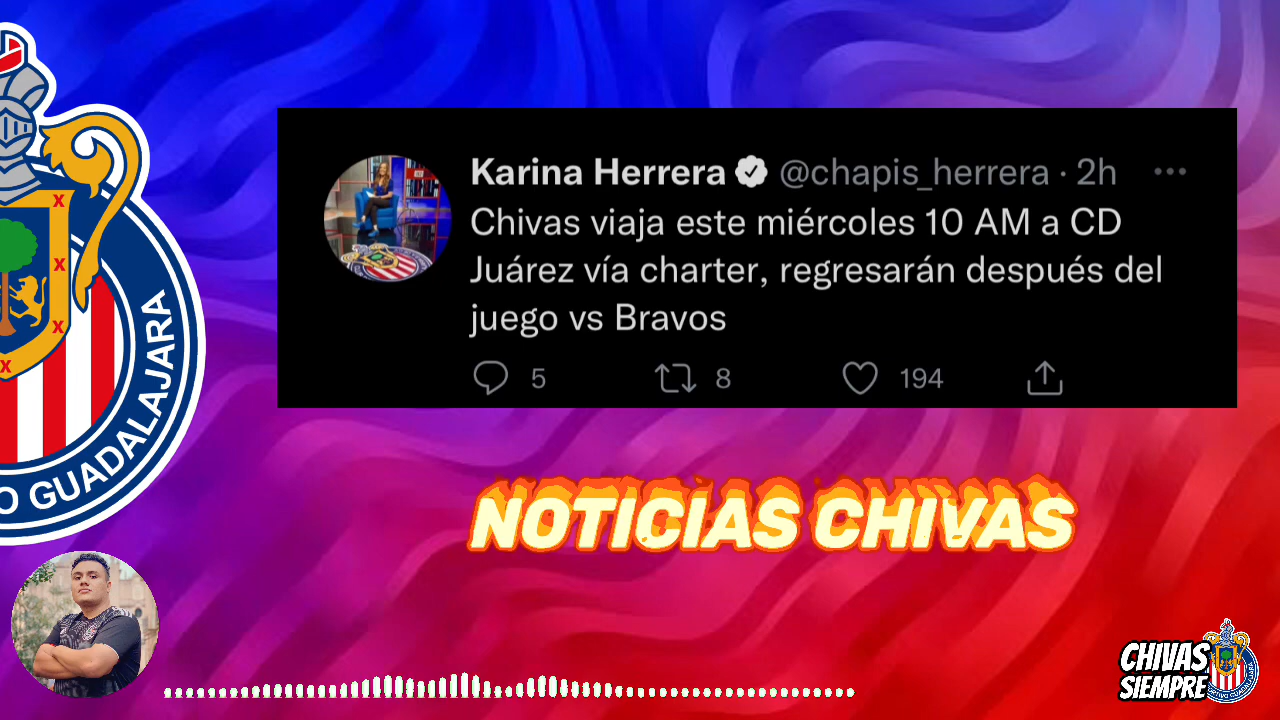 Karina Herrera @chapis_herrera · 2h
Chivas viaja este miércoles 10 AM a CD
Juárez vía charter, regresarán después del
juego vs Bravos
5 8 194
O GUADALAJARA
NOTICIAS CHIVAS
CHIVAS
SIEMPRE